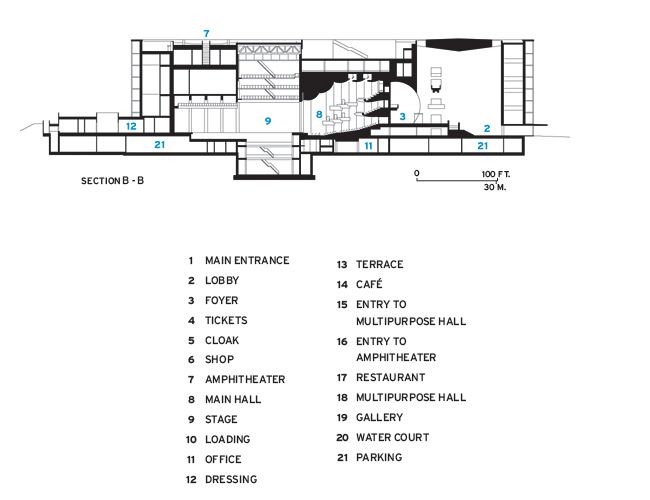 7
12
21
9
8
3
2
11
21
SECTION B - B
0 100 FT.
30 M.
1 MAIN ENTRANCE
2 LOBBY
3 FOYER
4 TICKETS
5 CLOAK
6 SHOP
7 AMPHITHEATER
8 MAIN HALL
9 STAGE
10 LOADING
11 OFFICE
12 DRESSING
13 TERRACE
14 CAFÉ
15 ENTRY TO
MULTIPURPOSE HALL
16 ENTRY TO
AMPHITHEATER
17 RESTAURANT
18 MULTIPURPOSE HALL
19 GALLERY
20 WATER COURT
21 PARKING